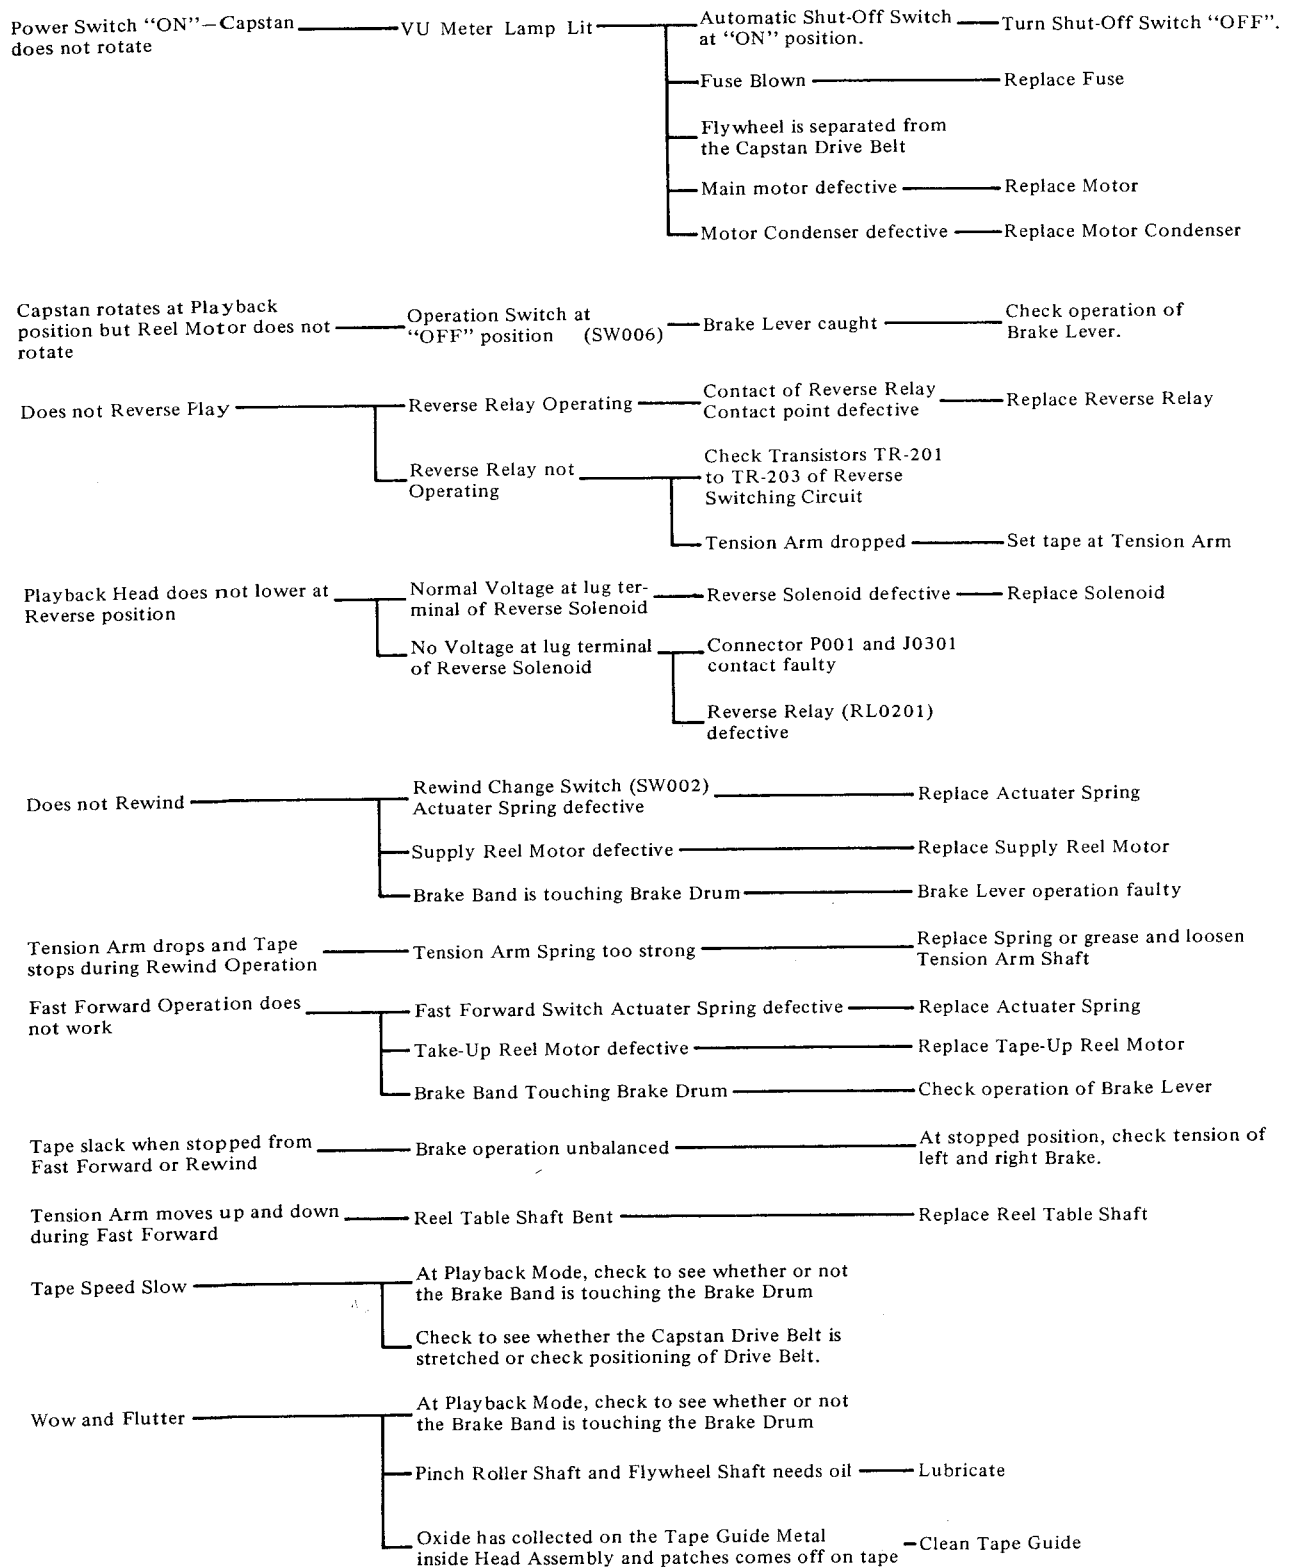 Power Switch “ON”—Capstan
does not rotate
VU Meter Lamp Lit
Automatic Shut-Off Switch
at “ON” position.
Turn Shut-Off Switch “OFF”.
Fuse Blown
Replace Fuse
Flywheel is separated from
the Capstan Drive Belt
Main motor defective
Replace Motor
Motor Condenser defective
Replace Motor Condenser
Capstan rotates at Playback
position but Reel Motor does not
rotate
Operation Switch at
“OFF” position (SW006)
Brake Lever caught
Check operation of
Brake Lever.
Does not Reverse Play
Reverse Relay Operating
Contact of Reverse Relay
Contact point defective
Replace Reverse Relay
Reverse Relay not
Operating
Check Transistors TR-201
to TR-203 of Reverse
Switching Circuit
Tension Arm dropped
Set tape at Tension Arm
Playback Head does not lower at
Reverse position
Normal Voltage at lug ter-
minal of Reverse Solenoid
Reverse Solenoid defective
Replace Solenoid
No Voltage at lug terminal
of Reverse Solenoid
Connector P001 and J0301
contact faulty
Reverse Relay (RL0201)
defective
Does not Rewind
Rewind Change Switch (SW002)
Actuater Spring defective
Replace Actuater Spring
Supply Reel Motor defective
Replace Supply Reel Motor
Brake Band is touching Brake Drum
Brake Lever operation faulty
Tension Arm drops and Tape
stops during Rewind Operation
Tension Arm Spring too strong
Replace Spring or grease and loosen
Tension Arm Shaft
Fast Forward Operation does
not work
Fast Forward Switch Actuater Spring defective
Replace Actuater Spring
Take-Up Reel Motor defective
Replace Tape-Up Reel Motor
Brake Band Touching Brake Drum
Check operation of Brake Lever
Tape slack when stopped from
Fast Forward or Rewind
Brake operation unbalanced
At stopped position, check tension of
left and right Brake.
Tension Arm moves up and down
during Fast Forward
Reel Table Shaft Bent
Replace Reel Table Shaft
Tape Speed Slow
At Playback Mode, check to see whether or not
the Brake Band is touching the Brake Drum
Check to see whether the Capstan Drive Belt is
stretched or check positioning of Drive Belt.
Wow and Flutter
At Playback Mode, check to see whether or not
the Brake Band is touching the Brake Drum
Pinch Roller Shaft and Flywheel Shaft needs oil
Lubricate
Oxide has collected on the Tape Guide Metal
inside Head Assembly and patches comes off on tape
Clean Tape Guide